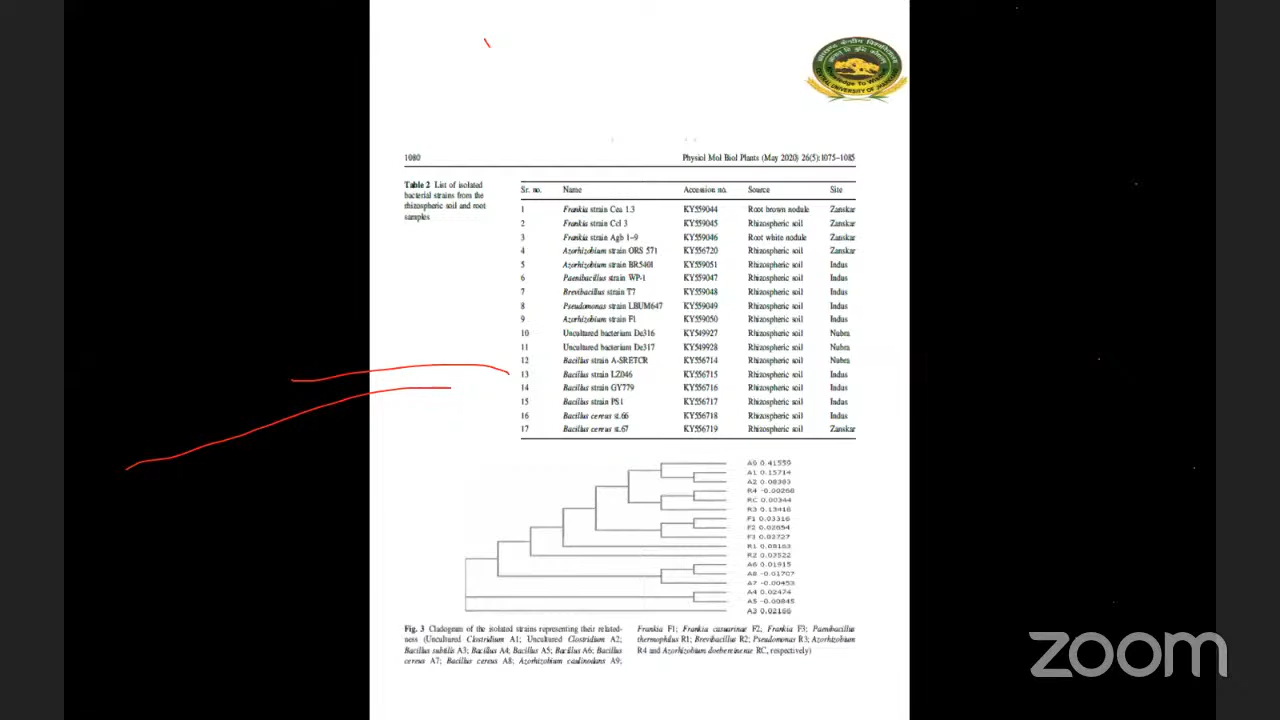 1080 Physiol Mol Biol Plants (May 2020) 26(5):1075–1085
Table 2 List of isolated
bacterial strains from the
rhizospheric soil and root
samples
Sr. no. Name Accession no. Source Site
1 Frankia strain Cea 1.3 KY559044 Root brown nodule Zanskar
2 Frankia strain CcI 3 KY559045 Rhizospheric soil Zanskar
3 Frankia strain Agb 1–9 KY559046 Root white nodule Zanskar
4 Azorhizobium strain ORS 571 KY556720 Rhizospheric soil Zanskar
5 Azorhizobium strain BR5401 KY559051 Rhizospheric soil Indus
6 Paenibacillus strain WP-1 KY559047 Rhizospheric soil Indus
7 Brevibacillus strain T7 KY559048 Rhizospheric soil Indus
8 Pseudomonas strain LBUM647 KY559049 Rhizospheric soil Indus
9 Azorhizobium strain F1 KY559050 Rhizospheric soil Indus
10 Uncultured bacterium De316 KY549927 Rhizospheric soil Nubra
11 Uncultured bacterium De317 KY549928 Rhizospheric soil Nubra
12 Bacillus strain A-SRETCR KY556714 Rhizospheric soil Nubra
13 Bacillus strain LZ046 KY556715 Rhizospheric soil Indus
14 Bacillus strain GY779 KY556716 Rhizospheric soil Indus
15 Bacillus strain PS1 KY556717 Rhizospheric soil Indus
16 Bacillus cereus st.66 KY556718 Rhizospheric soil Indus
17 Bacillus cereus st.67 KY556719 Rhizospheric soil Zanskar
A9 0.41559
A1 0.15714
A2 0.08383
R4 -0.00268
RC 0.00344
R3 0.13418
F1 0.03316
F2 0.02654
F3 0.03727
R1 0.08163
R2 0.03522
A6 0.01915
A8 -0.01707
A7 -0.00453
A4 0.02474
A5 -0.00845
A3 0.02166
Fig. 3 Cladogram of the isolated strains representing their related-
ness (Uncultured Clostridium A1; Uncultured Clostridium A2;
Bacillus subtilis A3; Bacillus A4; Bacillus A5; Bacillus A6; Bacillus
cereus A7; Bacillus cereus A8; Azorhizobium caulinodans A9;
Frankia F1; Frankia casuarinae F2, Frankia F3; Paenibacillus
thermophilus R1; Brevibacillus R2; Pseudomonas R3; Azorhizobium
R4 and Azorhizobium doebereinerae RC, respectively)
zoom